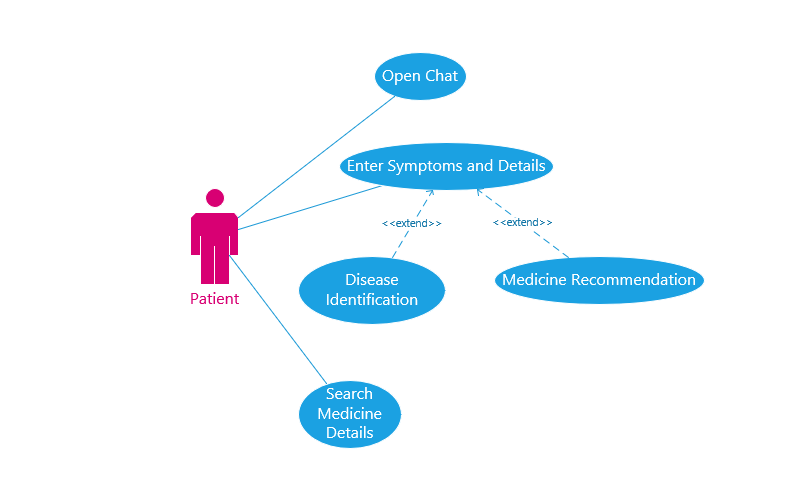 Open Chat
Enter Symptoms and Details
<<extend>>
<<extend>>
Disease
Identification
Medicine Recommendation
Patient
Search
Medicine
Details